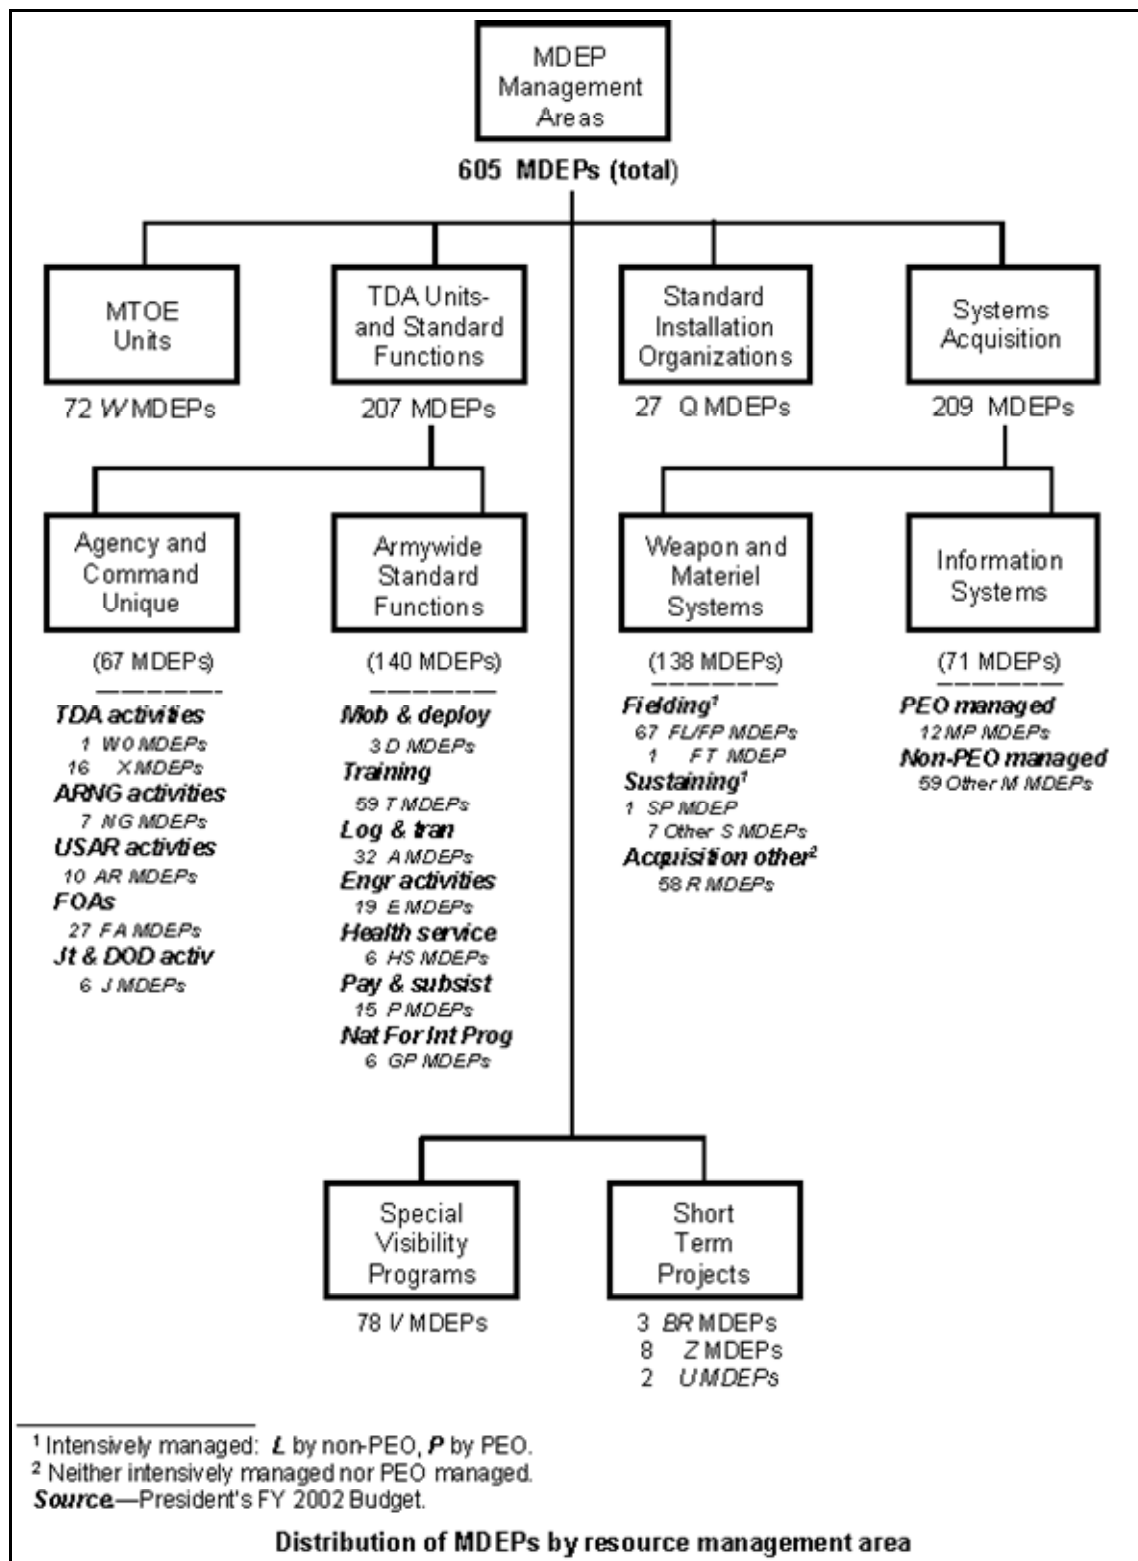 MDEP
Management
Areas
605 MDEPs (total)
MTOE
Units
72 W MDEPs
TDA Units-
and Standard
Functions
207 MDEPs
Standard
Installation
Organizations
27 Q MDEPs
Systems
Acquisition
209 MDEPs
Agency and
Command
Unique
(67 MDEPs)
TDA activities
1 W0 MDEPs
16 X MDEPs
ARNG activities
7 NG MDEPs
USAR activties
10 AR MDEPs
FOAs
27 FA MDEPs
Jt & DOD activ
6 J MDEPs
Armywide
Standard
Functions
(140 MDEPs)
Mob & deploy
3 D MDEPs
Training
59 T MDEPs
Log & tran
32 A MDEPs
Engr activities
19 E MDEPs
Health service
6 HS MDEPs
Pay & subsist
15 P MDEPs
Nat For Int Prog
6 GP MDEPs
Weapon and
Materiel
Systems
(138 MDEPs)
Fielding¹
67 FL/FP MDEPs
1 FT MDEP
Sustaining¹
1 SP MDEP
7 Other S MDEPs
Acquisition other²
58 R MDEPs
Information
Systems
(71 MDEPs)
PEO managed
12 MP MDEPs
Non-PEO managed
59 Other M MDEPs
Special
Visibility
Programs
78 V MDEPs
Short
Term
Projects
3 BR MDEPs
8 Z MDEPs
2 U MDEPs
¹ Intensively managed: L by non-PEO, P by PEO.
² Neither intensively managed nor PEO managed.
Source—President's FY 2002 Budget.
Distribution of MDEPs by resource management area